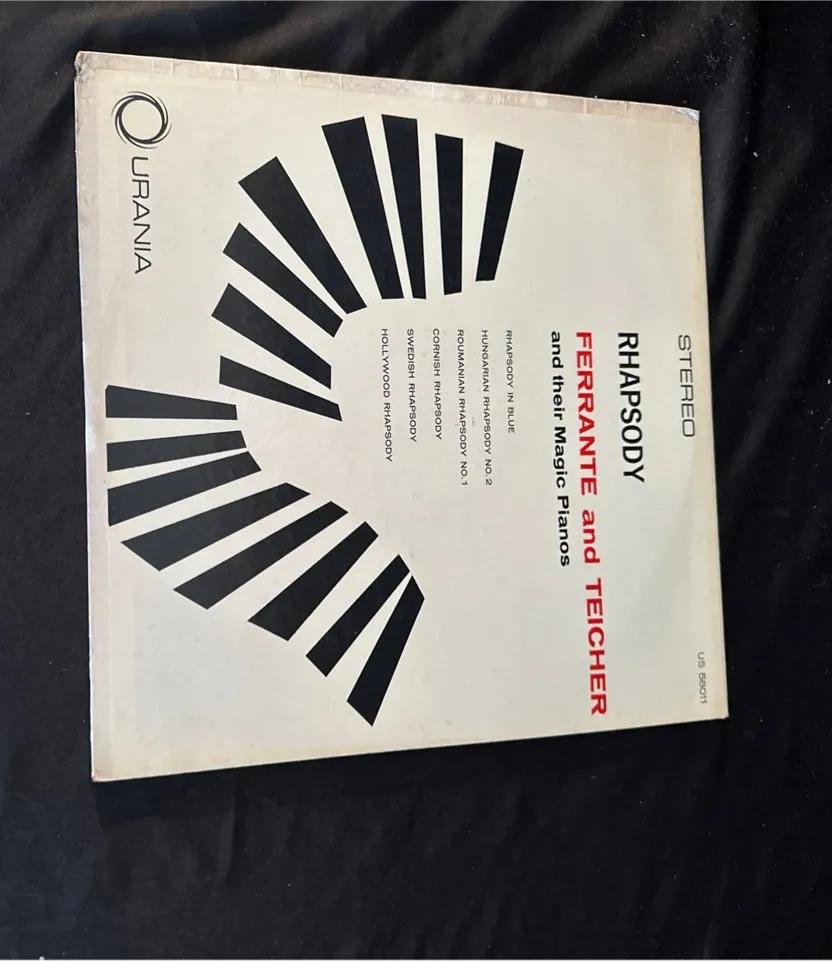 STEREO
US 58011
RHAPSODY
FERRANTE and TEICHER
and their Magic Pianos
RHAPSODY IN BLUE
HUNGARIAN RHAPSODY NO. 2
ROUMANIAN RHAPSODY NO. 1
CORNISH RHAPSODY
SWEDISH RHAPSODY
HOLLYWOOD RHAPSODY
URANIA